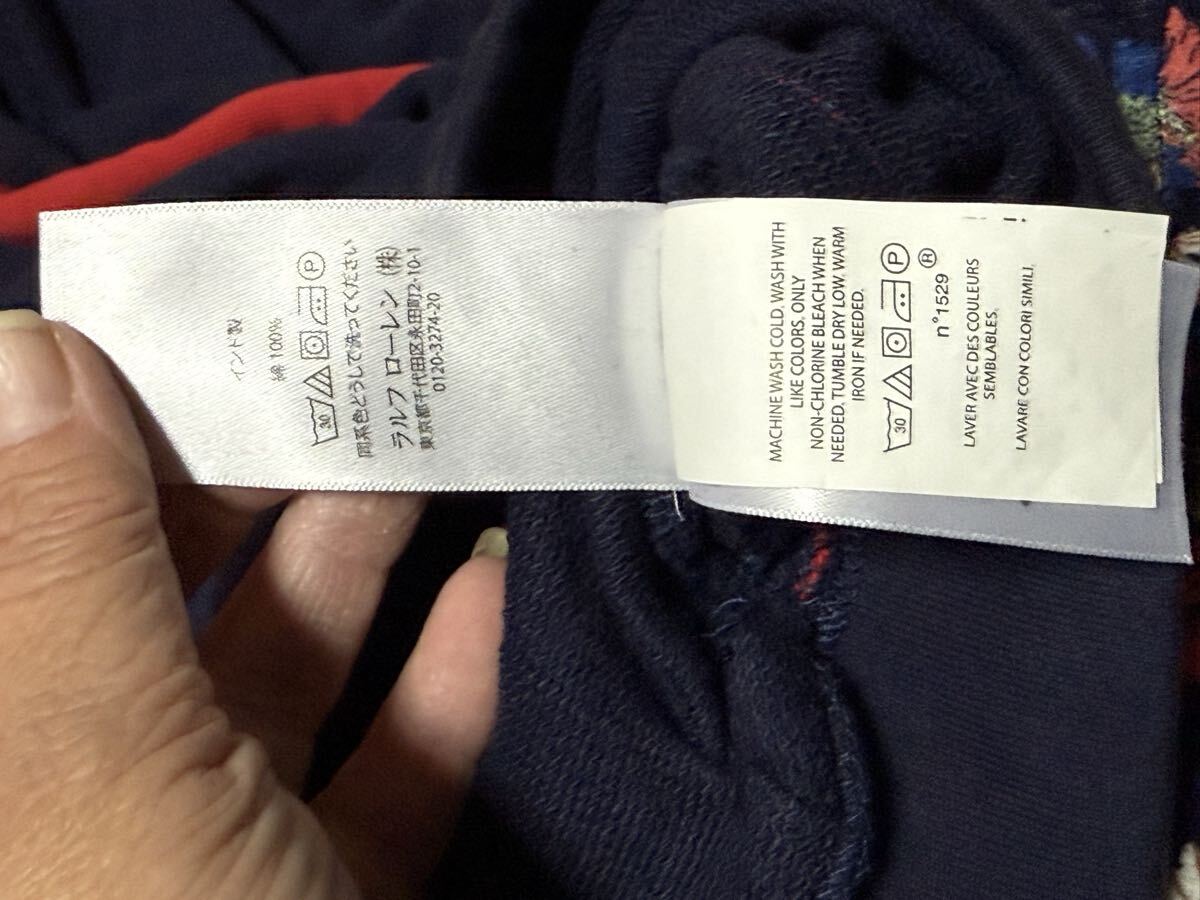 インド製
綿 100%
30
P
同系色どうしで洗ってください
ラルフ ローレン (株)
東京都千代田区永田町2-10-1
0120-3274-20
MACHINE WASH COLD. WASH WITH
LIKE COLORS. ONLY
NON-CHLORINE BLEACH WHEN
NEEDED. TUMBLE DRY LOW. WARM
IRON IF NEEDED.
30
P
R
n°1529
LAVER AVEC DES COULEURS
SEMBLABLES.
LAVARE CON COLORI SIMILI.